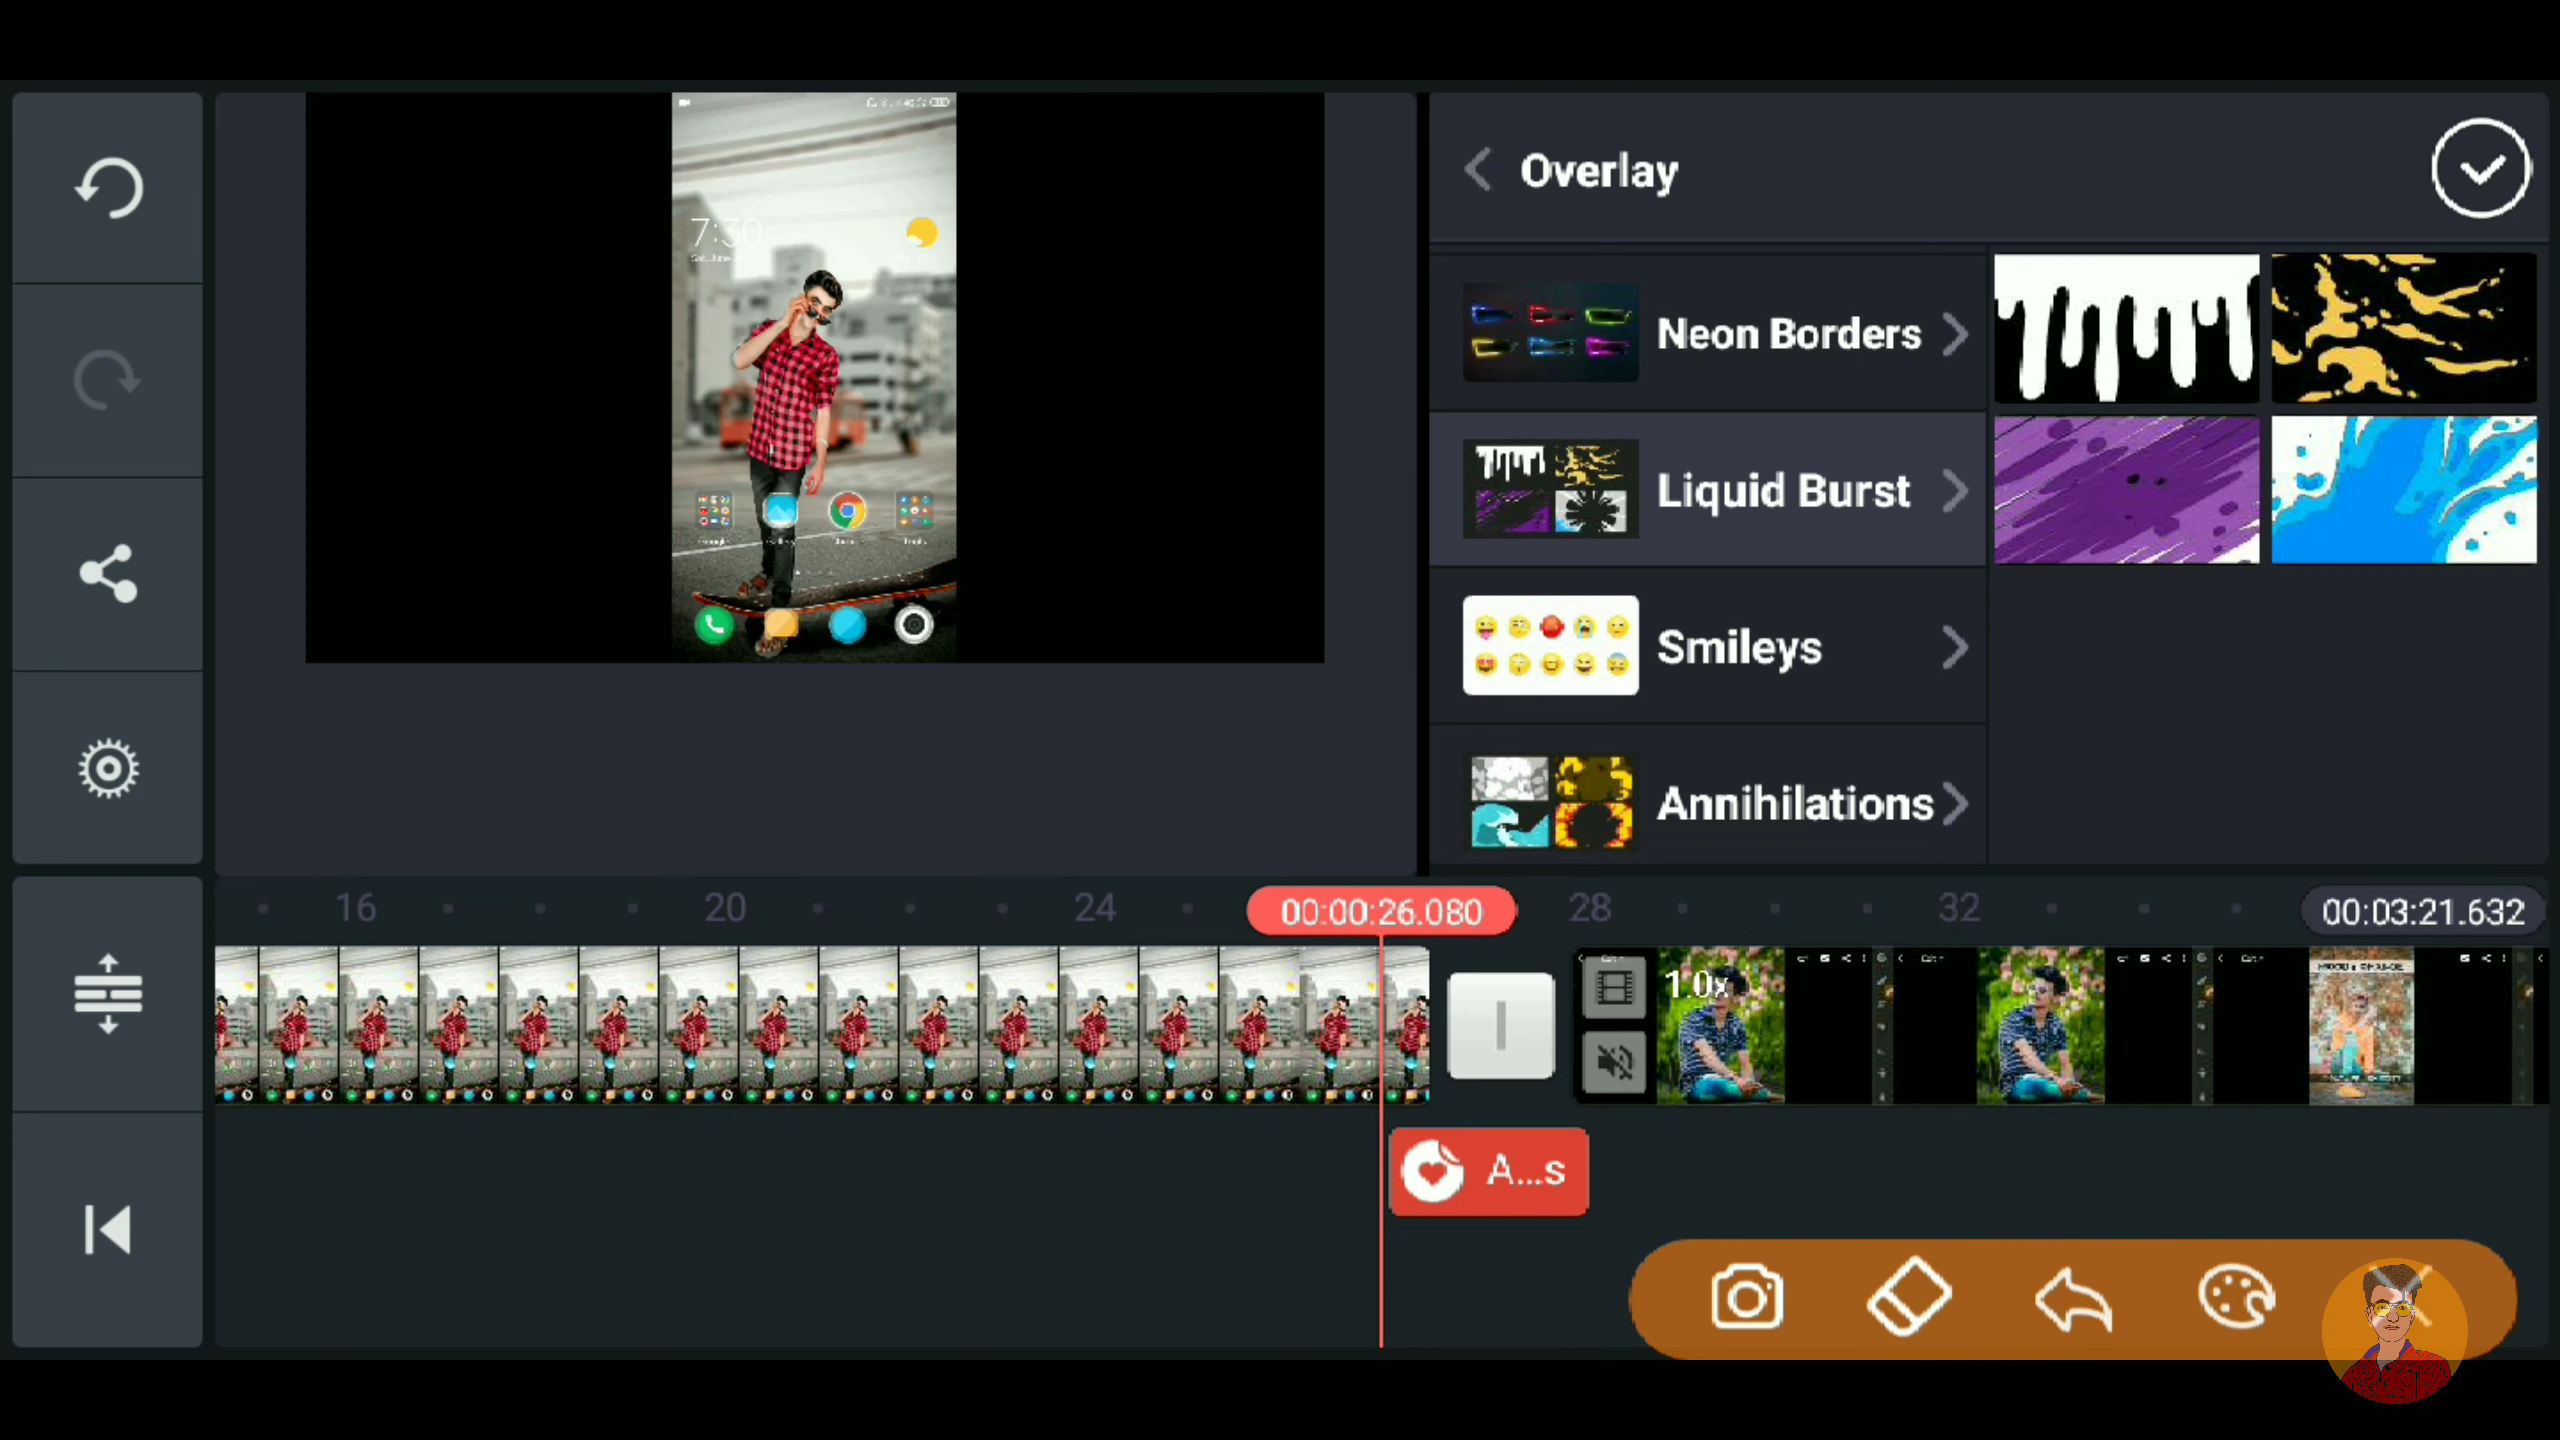 Overlay
7:30
Neon Borders
Liquid Burst
Smileys
Annihilations
16
20
24
00:00:26.080
28
32
00:03:21.632
1.0x
A...s